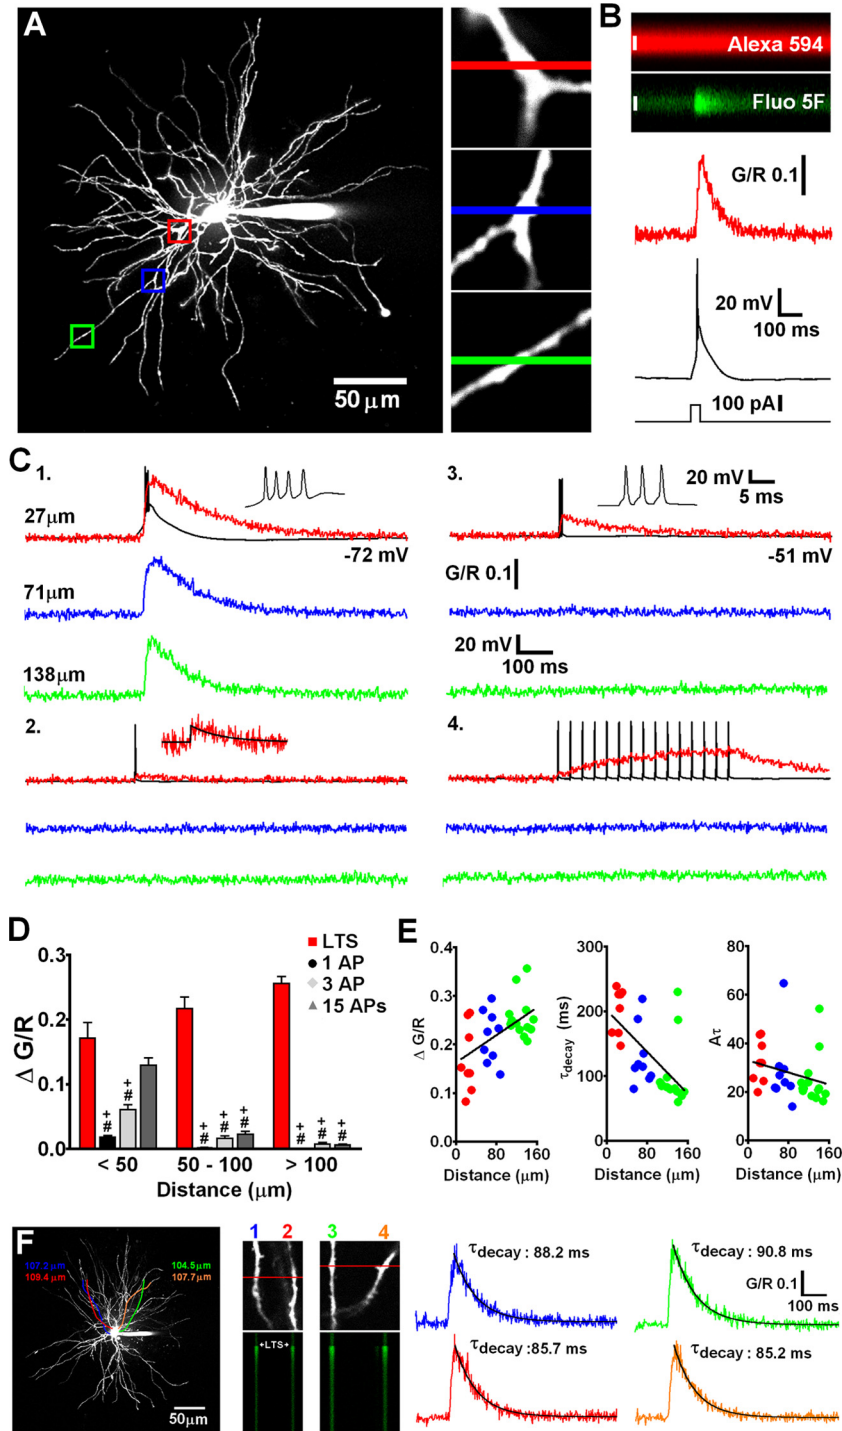 A
50 μm
B
Alexa 594
Fluo 5F
G/R 0.1
20 mV
100 ms
100 pA
C
1.
27μm
-72 mV
71μm
138μm
2.
3.
20 mV
5 ms
-51 mV
G/R 0.1
20 mV
100 ms
4.
D
LTS
1 AP
3 AP
15 APs
Δ G/R
0.3
0.2
0.1
0.0
+
#
+
#
+
#
+
#
+
#
+
#
+
#
+
#
< 50
50 - 100
> 100
Distance (μm)
E
Δ G/R
0.4
0.3
0.2
0.1
0.0
0
80
160
Distance (μm)
τdecay (ms)
300
200
100
0
0
80
160
Distance (μm)
Aτ
80
60
40
20
0
0
80
160
Distance (μm)
F
107.2μm
109.4μm
104.5μm
107.7μm
50μm
1
2
3
4
+LTS+
τdecay : 88.2 ms
τdecay : 90.8 ms
G/R 0.1
100 ms
τdecay : 85.7 ms
τdecay : 85.2 ms